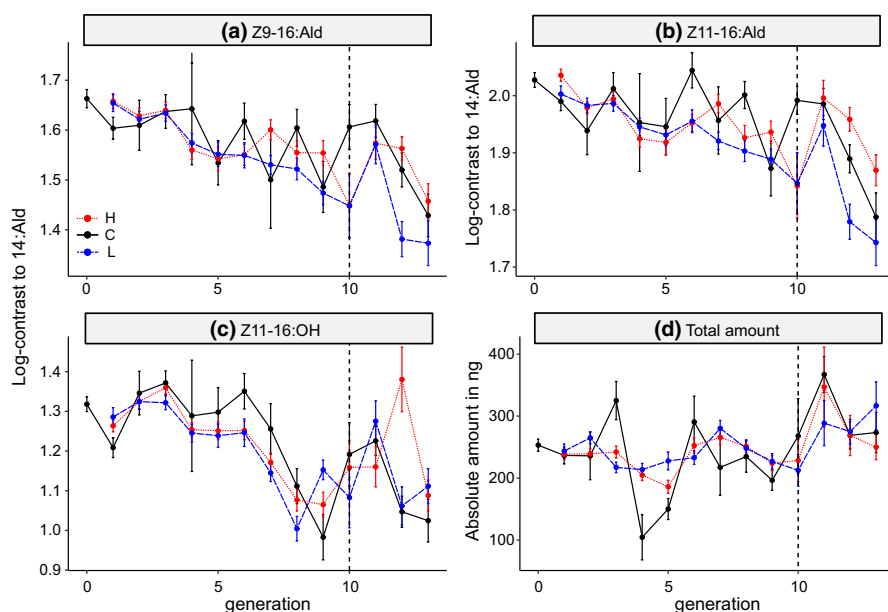 (a) Z9-16:Ald
(b) Z11-16:Ald
Log-contrast to 14:Ald
1.7
1.6
1.5
1.4
H
C
L
0
5
10
Log-contrast to 14:Ald
2.0
1.9
1.8
1.7
0
5
10
(c) Z11-16:OH
(d) Total amount
1.4
1.3
1.2
1.1
1.0
0.9
0
5
10
generation
Absolute amount in ng
400
300
200
100
0
5
10
generation